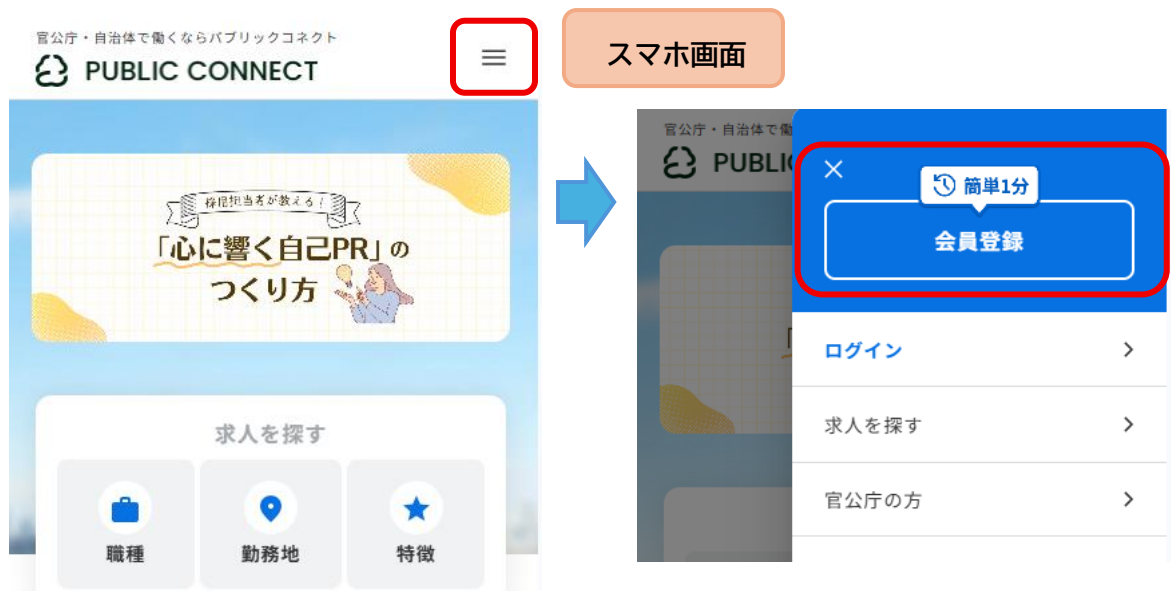 官公庁・自治体で働くならパブリックコネクト
PUBLIC CONNECT
採用担当者が教える！
「心に響く自己PR」の
つくり方
求人を探す
職種
勤務地
特徴
スマホ画面
官公庁・自治体で働
PUBLIC
簡単1分
会員登録
ログイン
求人を探す
官公庁の方